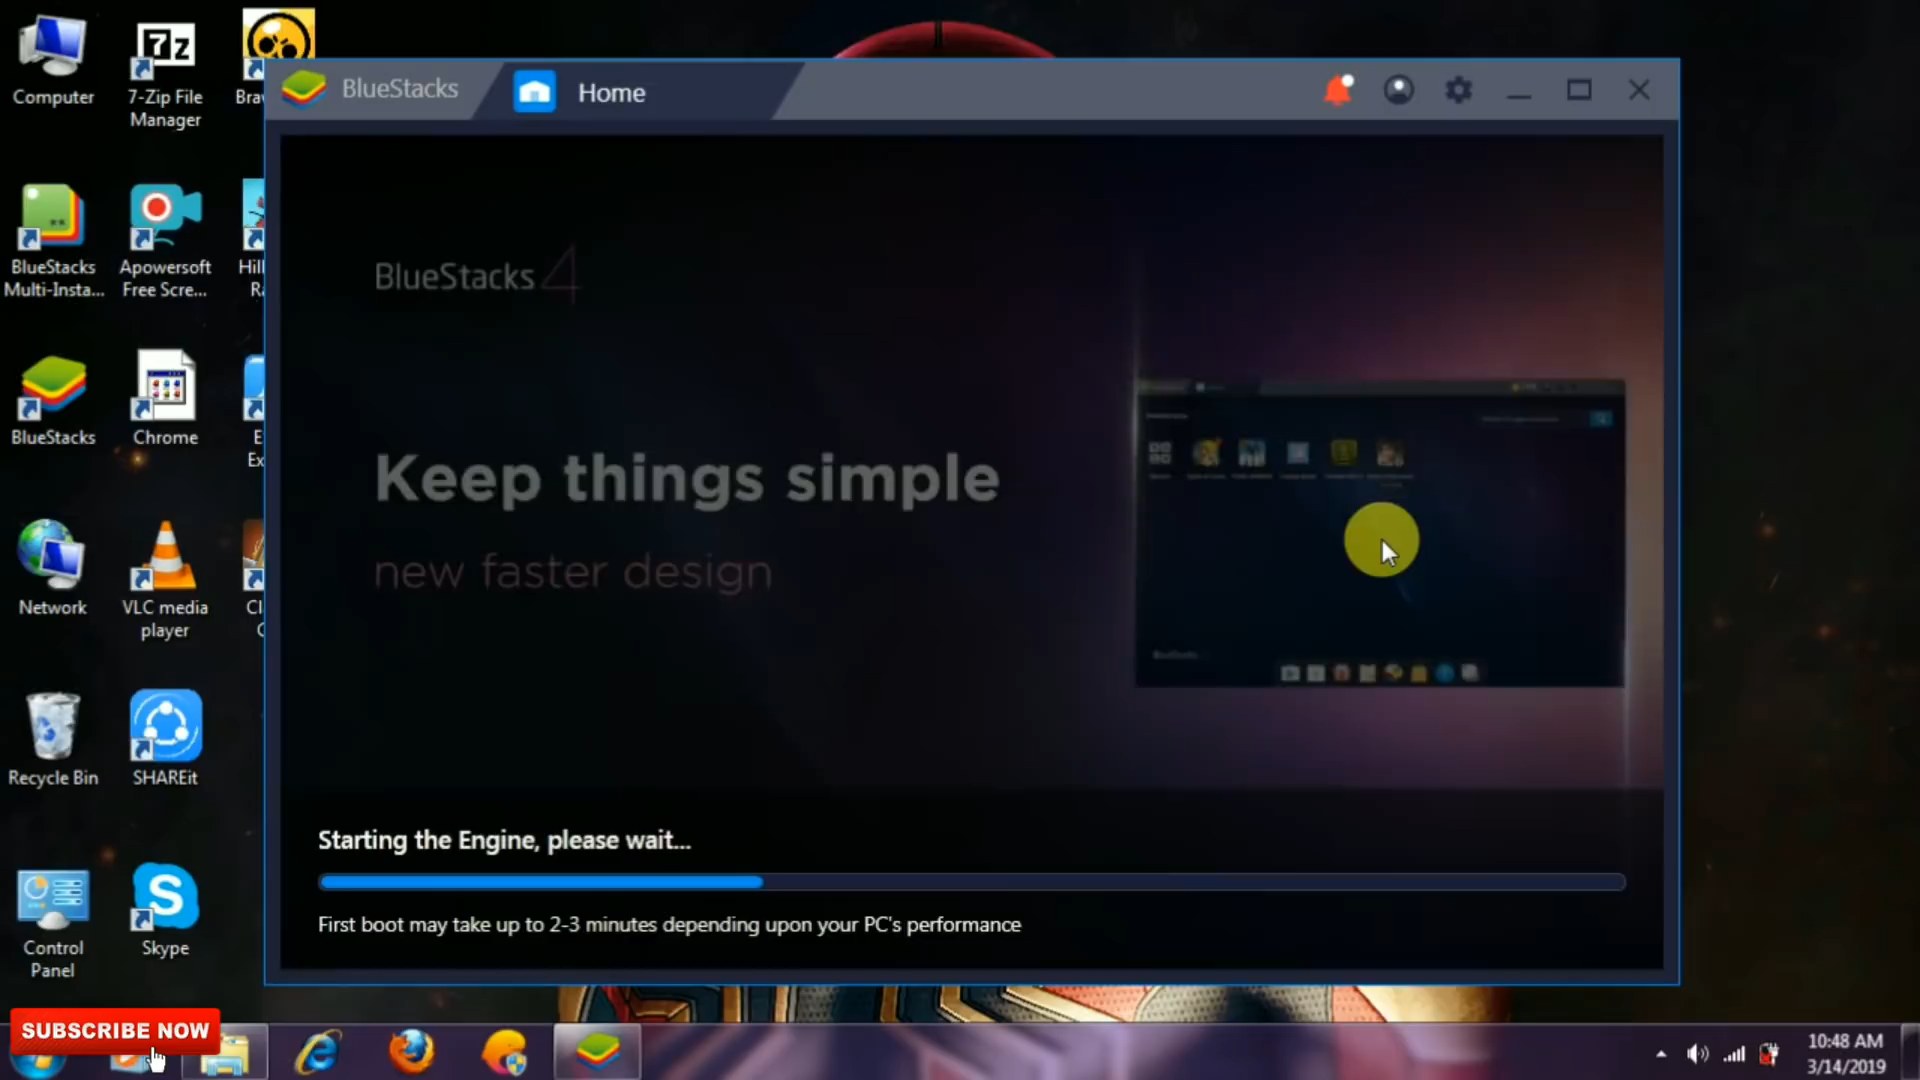 Computer
7-Zip File
Manager
Bra
BlueStacks
Home
BlueStacks
Multi-Insta...
Apowersoft
Free Scre...
Hill
BlueStacks 4
Keep things simple
new faster design
BlueStacks
Chrome
Network
VLC media
player
Recycle Bin
SHAREit
Starting the Engine, please wait...
First boot may take up to 2-3 minutes depending upon your PC's performance
Control
Panel
Skype
SUBSCRIBE NOW
10:48 AM
3/14/2019